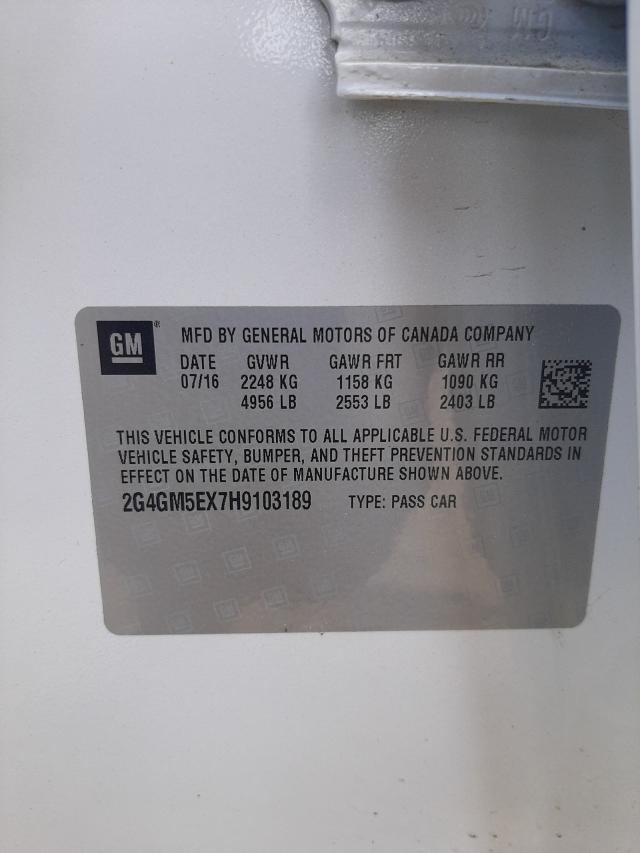 GM
GM
®
MFD BY GENERAL MOTORS OF CANADA COMPANY
DATE GVWR GAWR FRT GAWR RR
07/16 2248 KG 1158 KG 1090 KG
4956 LB 2553 LB 2403 LB
THIS VEHICLE CONFORMS TO ALL APPLICABLE U.S. FEDERAL MOTOR
VEHICLE SAFETY, BUMPER, AND THEFT PREVENTION STANDARDS IN
EFFECT ON THE DATE OF MANUFACTURE SHOWN ABOVE.
2G4GM5EX7H9103189 TYPE: PASS CAR